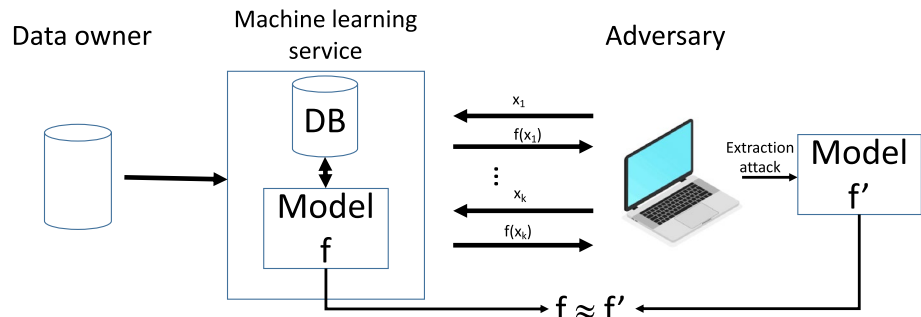 Data owner
Machine learning
service
Adversary
DB
Model
f
x₁
f(x₁)
⋮
xₖ
f(xₖ)
Extraction
attack
Model
f’
f ≈ f’